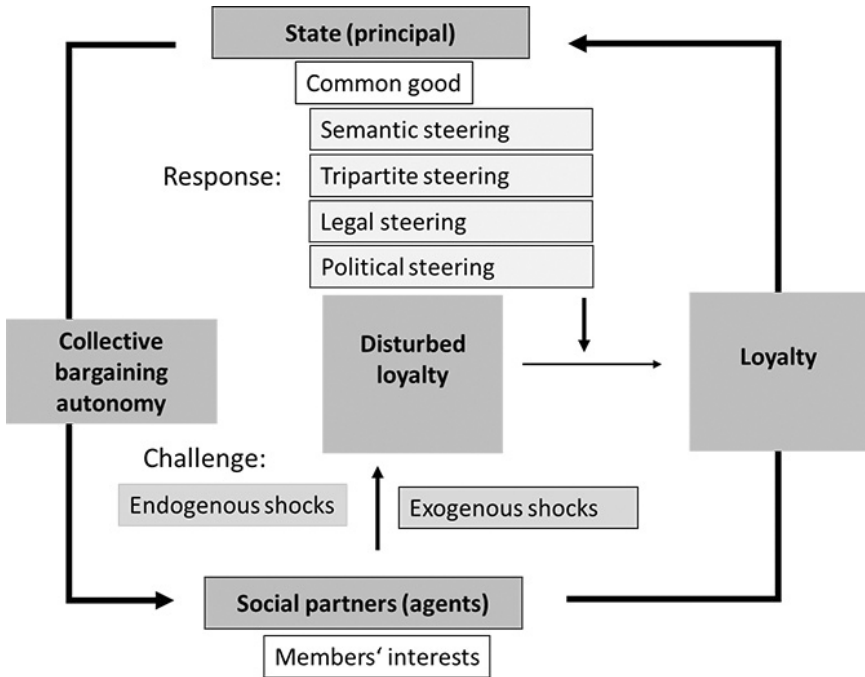 State (principal)
Common good
Semantic steering
Response:
Tripartite steering
Legal steering
Political steering
Collective
bargaining
autonomy
Disturbed
loyalty
Loyalty
Challenge:
Endogenous shocks
Exogenous shocks
Social partners (agents)
Members‘ interests